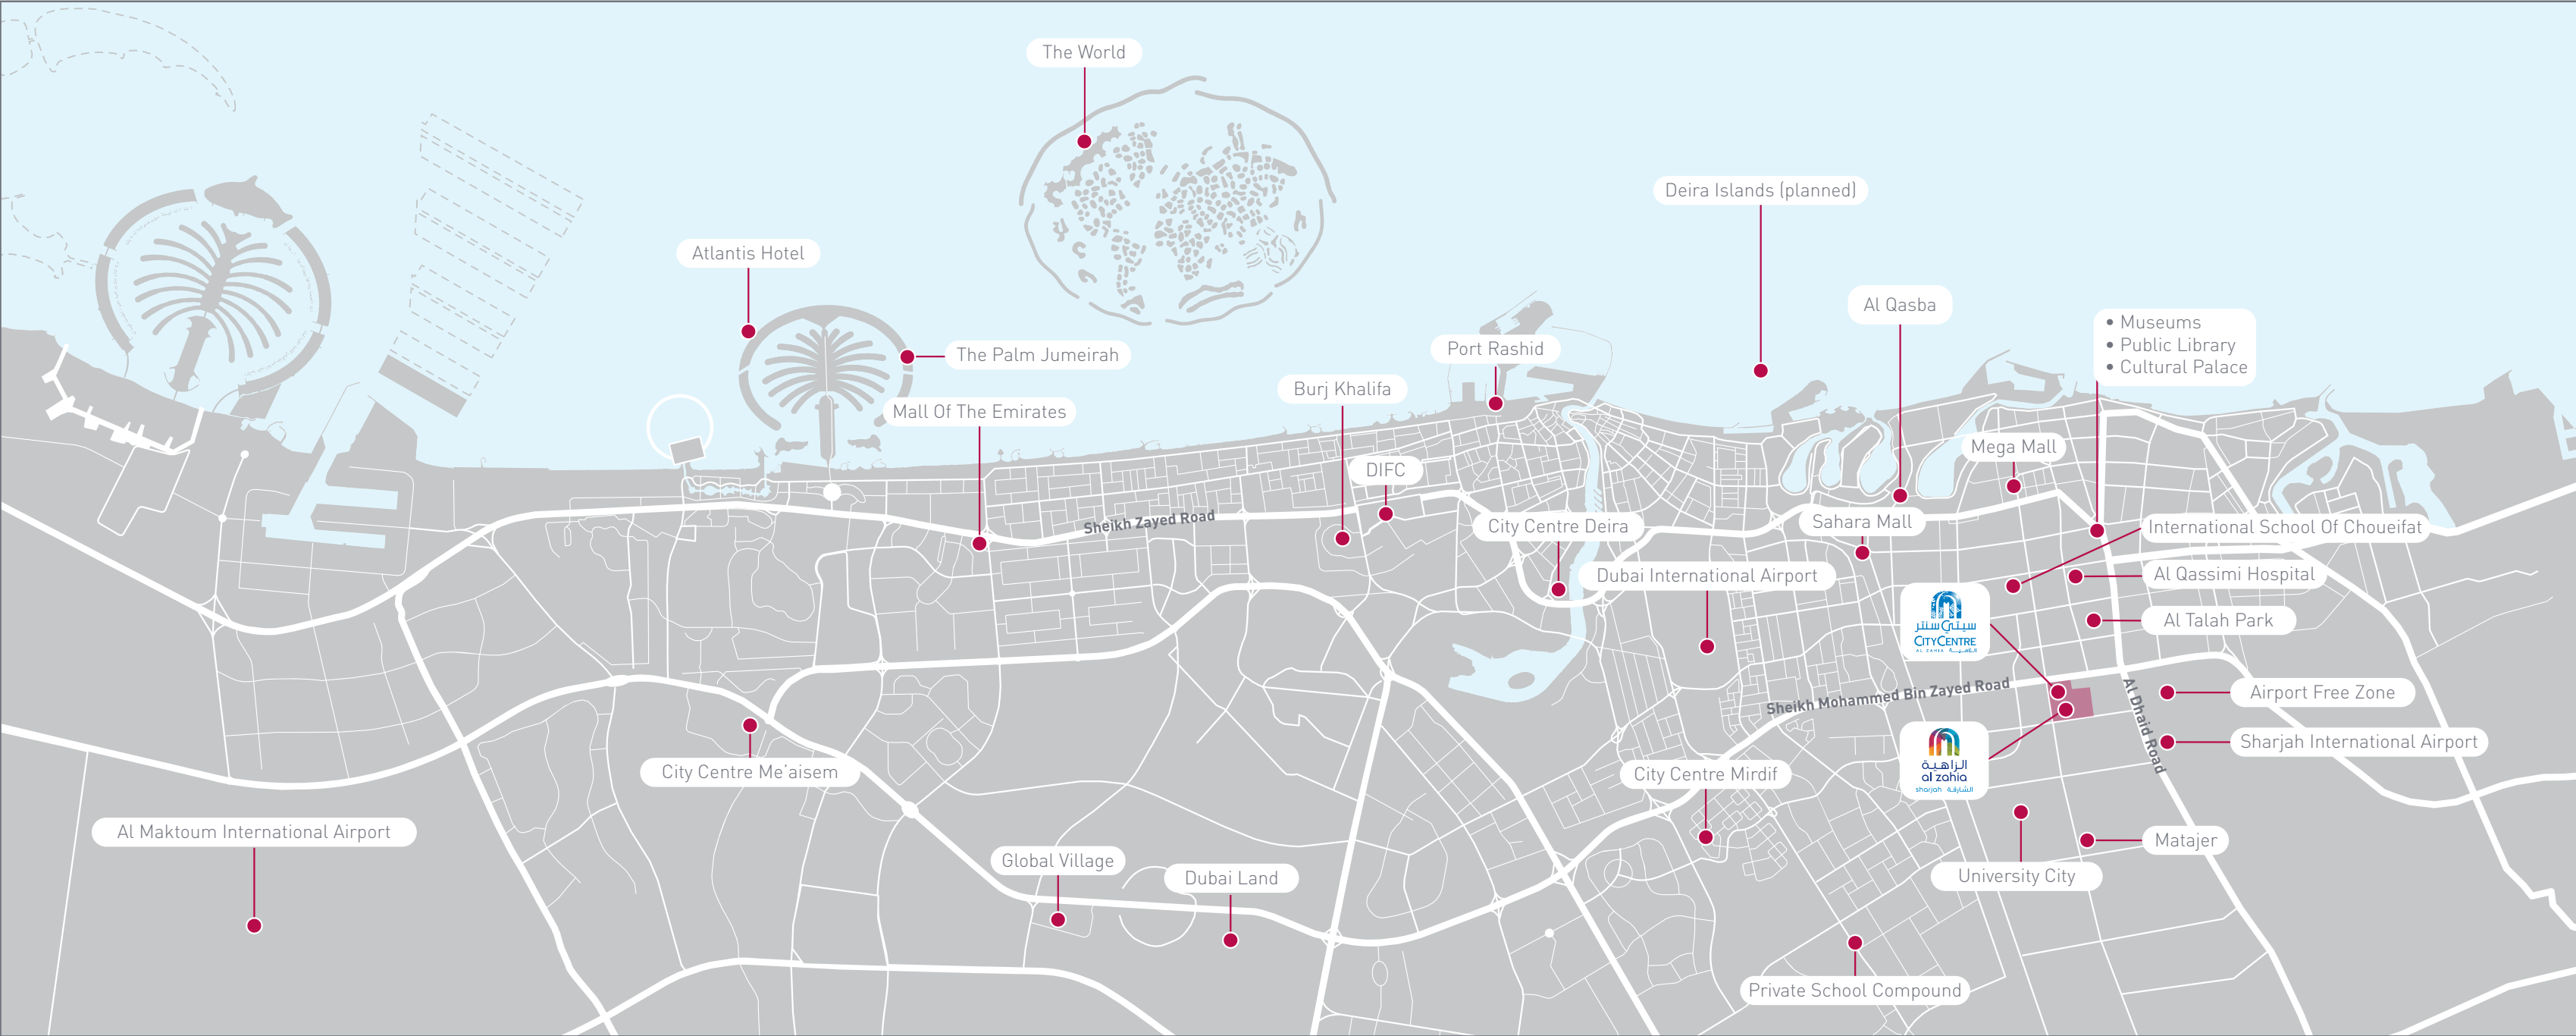 The World
Deira Islands (planned)
Atlantis Hotel
Al Qasba
• Museums
• Public Library
• Cultural Palace
Port Rashid
The Palm Jumeirah
Burj Khalifa
Mall Of The Emirates
Mega Mall
DIFC
Sheikh Zayed Road
City Centre Deira
Sahara Mall
International School Of Choueifat
Dubai International Airport
Al Qassimi Hospital
Al Talah Park
سيتي سنتر
CITY CENTRE
AL ZAHIA الزاهية
Sheikh Mohammed Bin Zayed Road
Al Dhaid Road
Airport Free Zone
Sharjah International Airport
الزاهية
al zahia
sharjah الشارقة
City Centre Me'aisem
City Centre Mirdif
Al Maktoum International Airport
Matajer
Global Village
Dubai Land
University City
Private School Compound